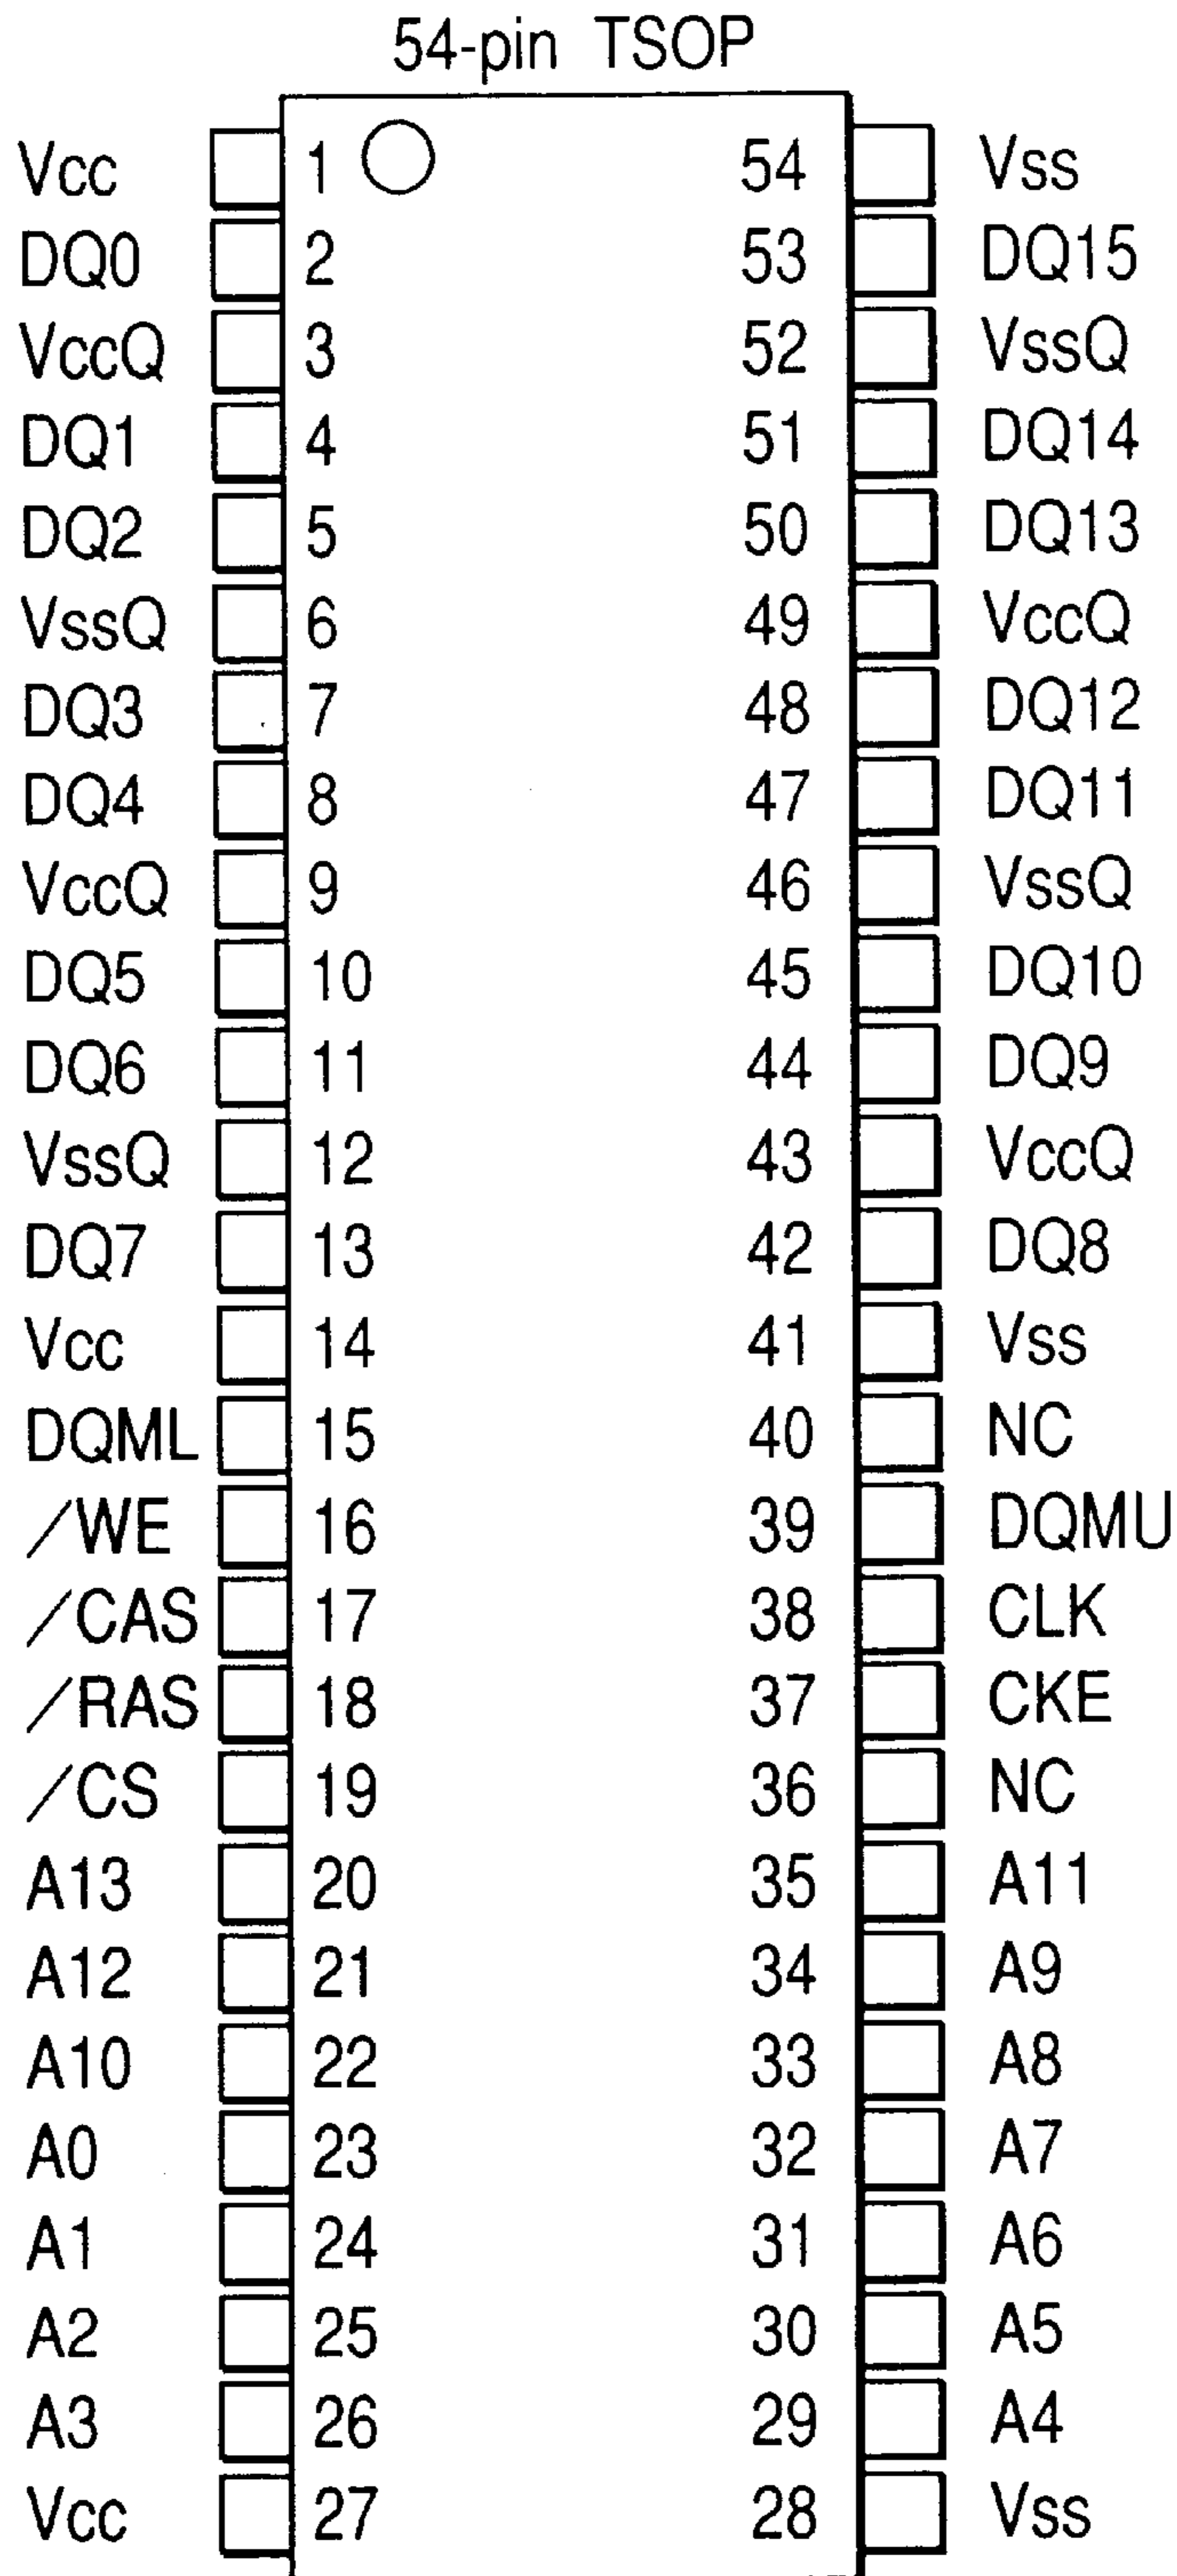 54-pin TSOP
Vcc 1 54 Vss
DQ0 2 53 DQ15
VccQ 3 52 VssQ
DQ1 4 51 DQ14
DQ2 5 50 DQ13
VssQ 6 49 VccQ
DQ3 7 48 DQ12
DQ4 8 47 DQ11
VccQ 9 46 VssQ
DQ5 10 45 DQ10
DQ6 11 44 DQ9
VssQ 12 43 VccQ
DQ7 13 42 DQ8
Vcc 14 41 Vss
DQML 15 40 NC
/WE 16 39 DQMU
/CAS 17 38 CLK
/RAS 18 37 CKE
/CS 19 36 NC
A13 20 35 A11
A12 21 34 A9
A10 22 33 A8
A0 23 32 A7
A1 24 31 A6
A2 25 30 A5
A3 26 29 A4
Vcc 27 28 Vss